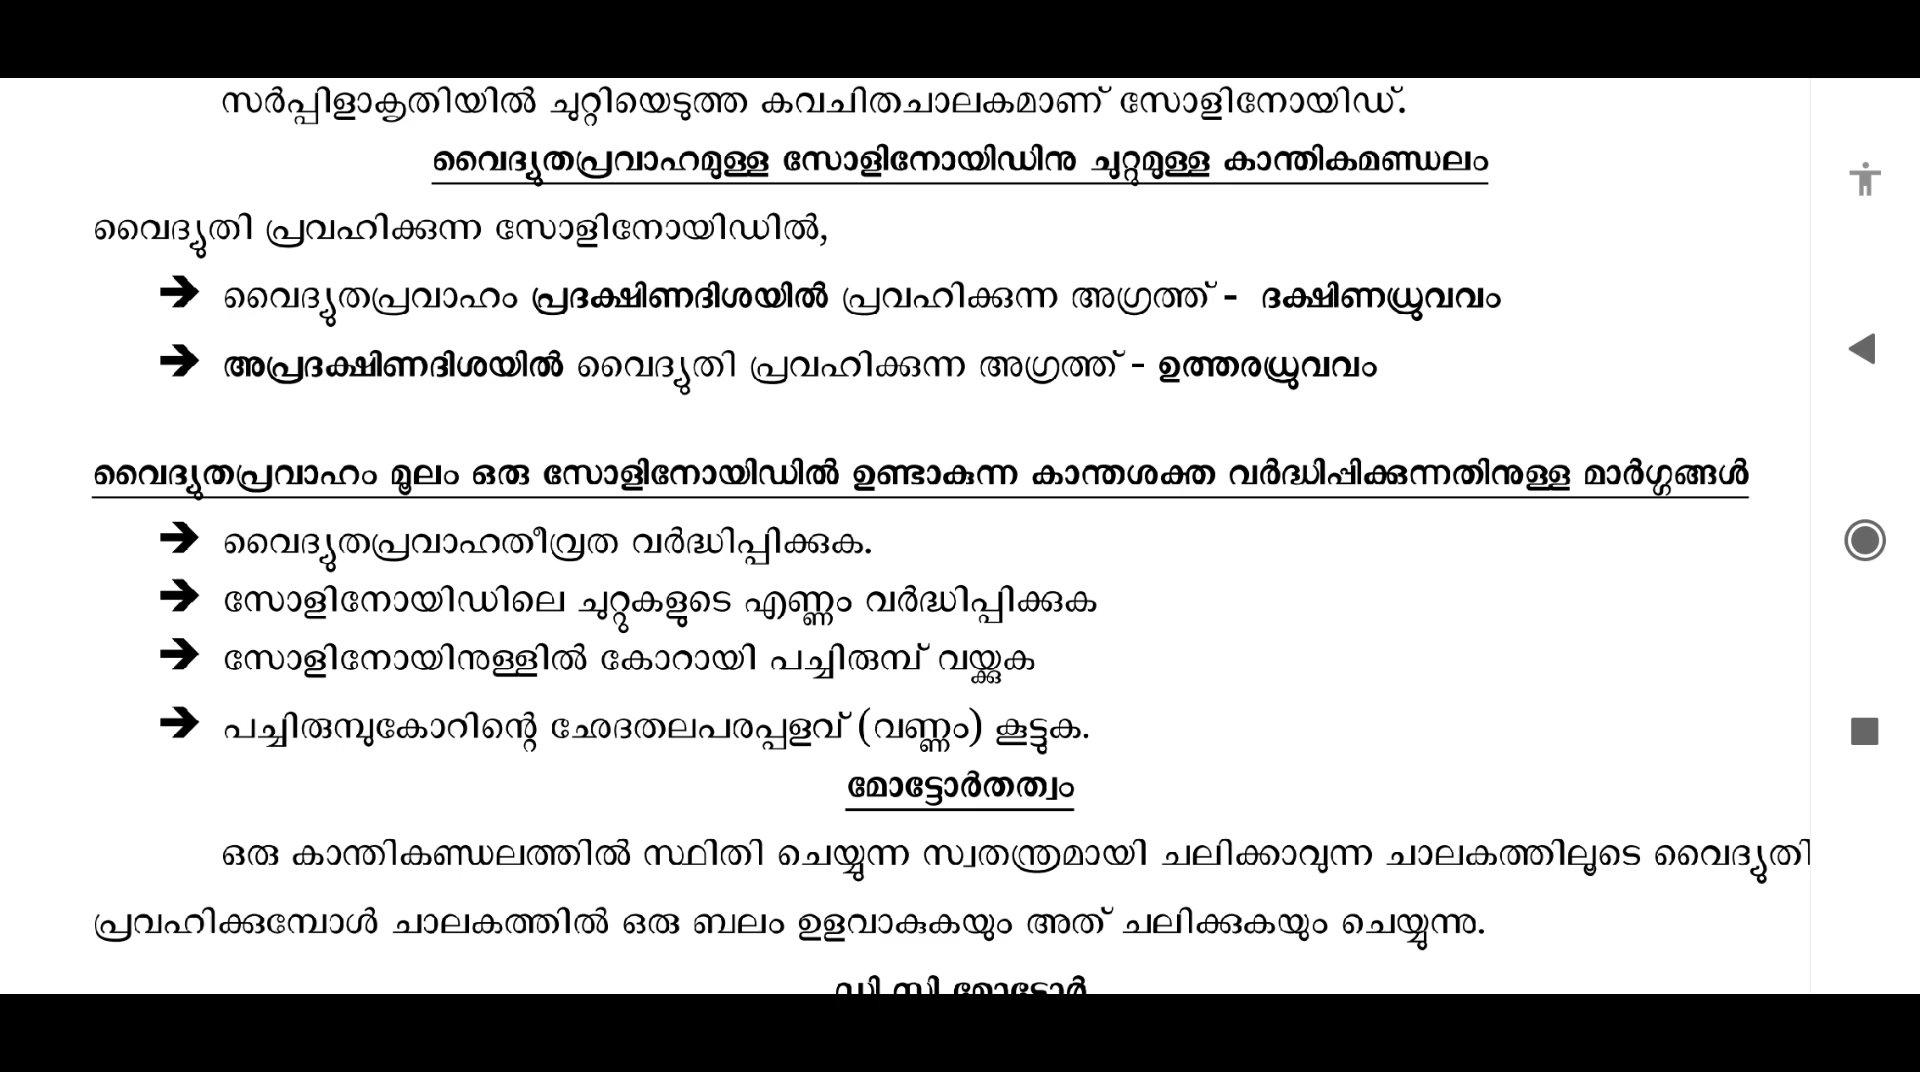 സർപ്പിളാകൃതിയിൽ ചുറ്റിയെടുത്ത കവചിതചാലകമാണ് സോളിനോയിഡ്.
വൈദ്യുതപ്രവാഹമുള്ള സോളിനോയിഡിനു ചുറ്റുമുള്ള കാന്തികമണ്ഡലം
വൈദ്യുതി പ്രവഹിക്കുന്ന സോളിനോയിഡിൽ,
➔ വൈദ്യുതപ്രവാഹം പ്രദക്ഷിണദിശയിൽ പ്രവഹിക്കുന്ന അഗ്രത്ത് - ദക്ഷിണധ്രുവവം
➔ അപ്രദക്ഷിണദിശയിൽ വൈദ്യുതി പ്രവഹിക്കുന്ന അഗ്രത്ത് - ഉത്തരധ്രുവവം
വൈദ്യുതപ്രവാഹം മൂലം ഒരു സോളിനോയിഡിൽ ഉണ്ടാകുന്ന കാന്തശക്ത വർദ്ധിപ്പിക്കുന്നതിനുള്ള മാർഗ്ഗങ്ങൾ
➔ വൈദ്യുതപ്രവാഹതീവ്രത വർദ്ധിപ്പിക്കുക.
➔ സോളിനോയിഡിലെ ചുറ്റുകളുടെ എണ്ണം വർദ്ധിപ്പിക്കുക
➔ സോളിനോയിനുള്ളിൽ കോറായി പച്ചിരുമ്പ് വയ്ക്കുക
➔ പച്ചിരുമ്പുകോറിന്റെ ഛേദതലപരപ്പളവ് (വണ്ണം) കൂട്ടുക.
മോട്ടോർതത്വം
ഒരു കാന്തികണ്ഡലത്തിൽ സ്ഥിതി ചെയ്യുന്ന സ്വതന്ത്രമായി ചലിക്കാവുന്ന ചാലകത്തിലൂടെ വൈദ്യുതി
പ്രവഹിക്കുമ്പോൾ ചാലകത്തിൽ ഒരു ബലം ഉളവാകുകയും അത് ചലിക്കുകയും ചെയ്യുന്നു.
ഡി സി മോട്ടോർ